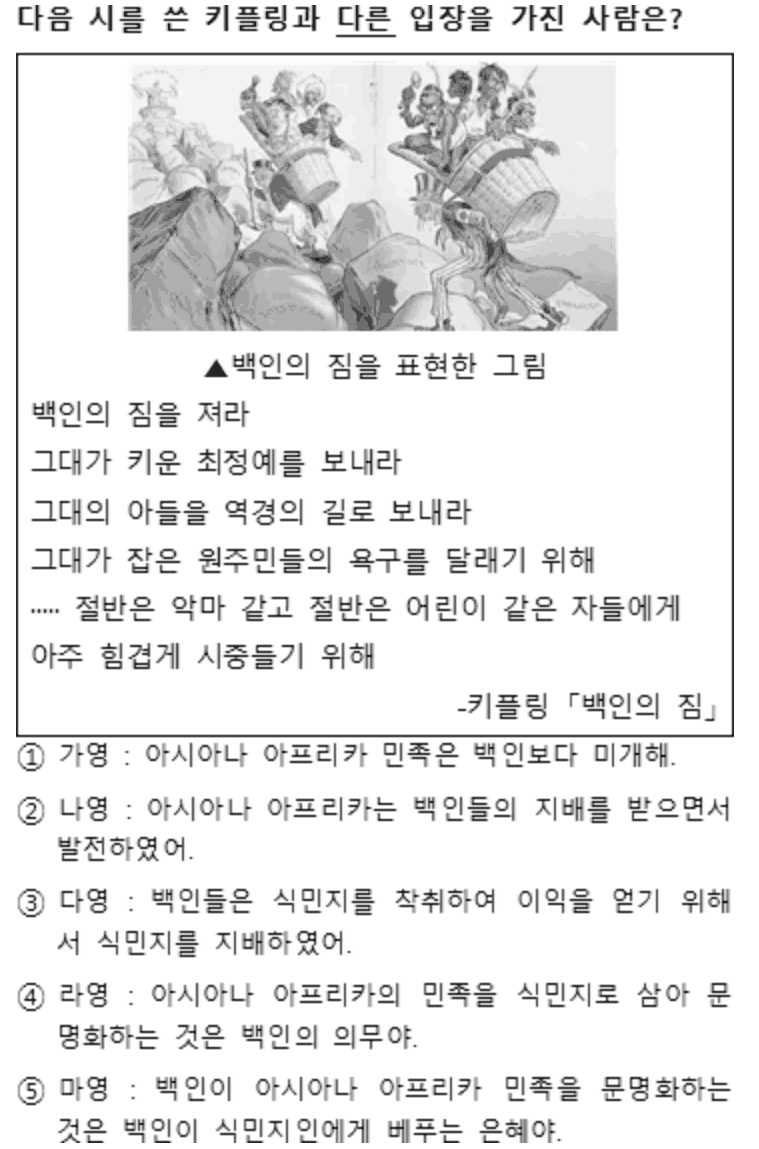 다음 시를 쓴 키플링과 다른 입장을 가진 사람은?
▲백인의 짐을 표현한 그림
백인의 짐을 져라
그대가 키운 최정예를 보내라
그대의 아들을 역경의 길로 보내라
그대가 잡은 원주민들의 욕구를 달래기 위해
····· 절반은 악마 같고 절반은 어린이 같은 자들에게
아주 힘겹게 시중들기 위해
-키플링「백인의 짐」
① 가영 : 아시아나 아프리카 민족은 백인보다 미개해.
② 나영 : 아시아나 아프리카는 백인들의 지배를 받으면서
발전하였어.
③ 다영 : 백인들은 식민지를 착취하여 이익을 얻기 위해
서 식민지를 지배하였어.
④ 라영 : 아시아나 아프리카의 민족을 식민지로 삼아 문
명화하는 것은 백인의 의무야.
⑤ 마영 : 백인이 아시아나 아프리카 민족을 문명화하는
것은 백인이 식민지인에게 베푸는 은혜야.